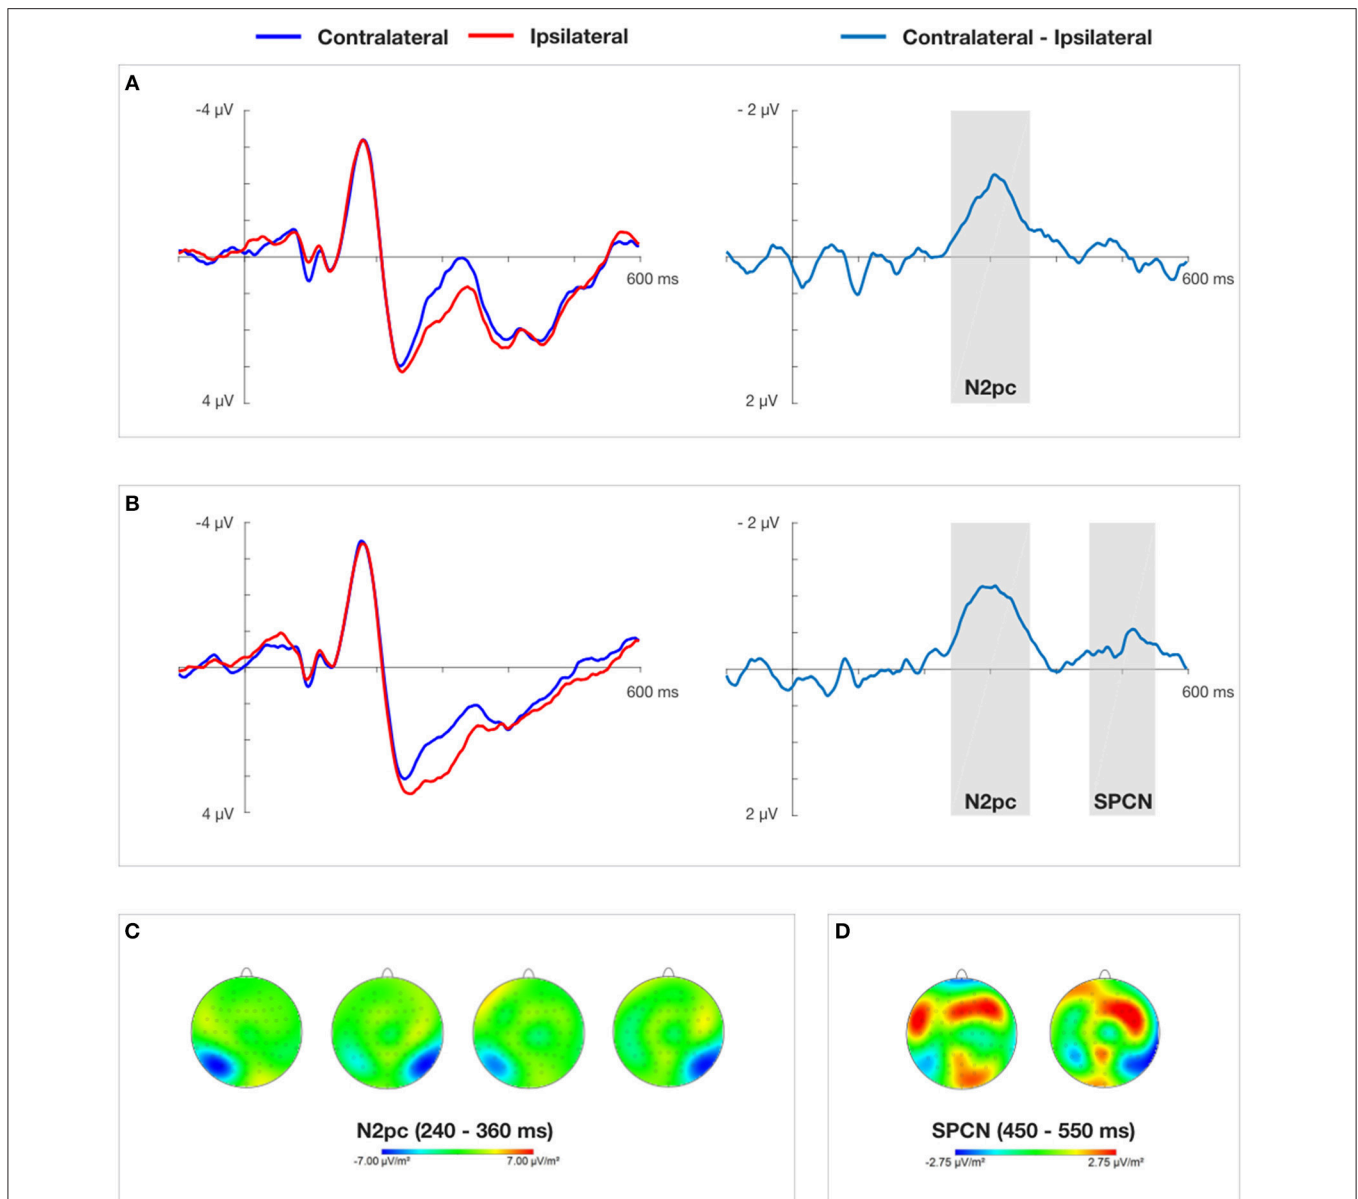 Contralateral Ipsilateral Contralateral - Ipsilateral
A
-4 µV - 2 µV
600 ms 600 ms
N2pc
4 µV 2 µV
B
-4 µV - 2 µV
600 ms 600 ms
N2pc SPCN
4 µV 2 µV
C D
N2pc (240 - 360 ms) SPCN (450 - 550 ms)
-7.00 µV/m² 7.00 µV/m² -2.75 µV/m² 2.75 µV/m²